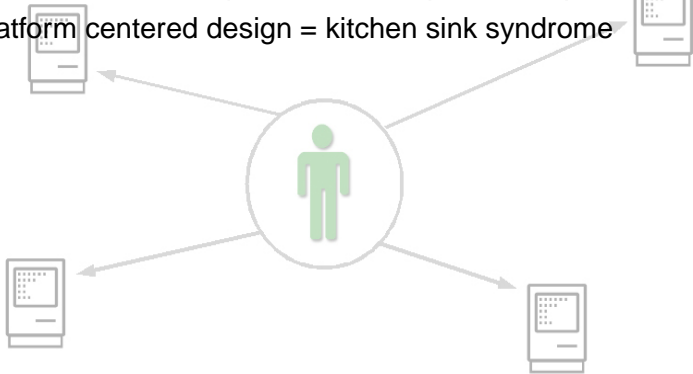 atform centered design = kitchen sink syndrome